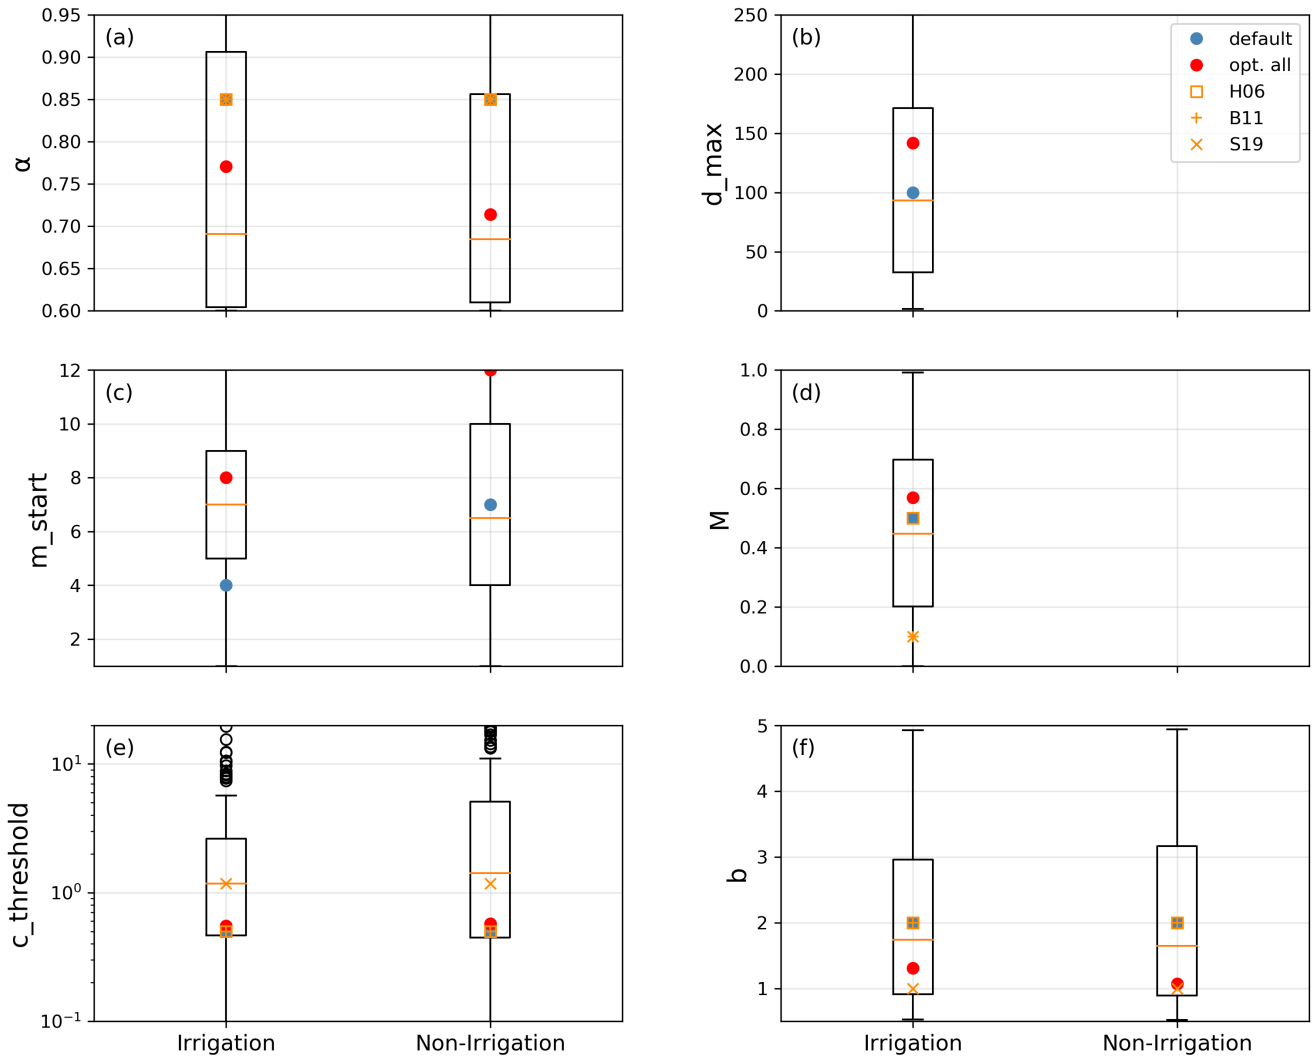 (a)
α
0.95
0.90
0.85
0.80
0.75
0.70
0.65
0.60
(b)
d_max
250
200
150
100
50
0
default
opt. all
H06
B11
S19
(c)
m_start
12
10
8
6
4
2
(d)
M
1.0
0.8
0.6
0.4
0.2
0.0
(e)
c_threshold
10¹
10⁰
10⁻¹
Irrigation
Non-Irrigation
(f)
b
5
4
3
2
1
Irrigation
Non-Irrigation